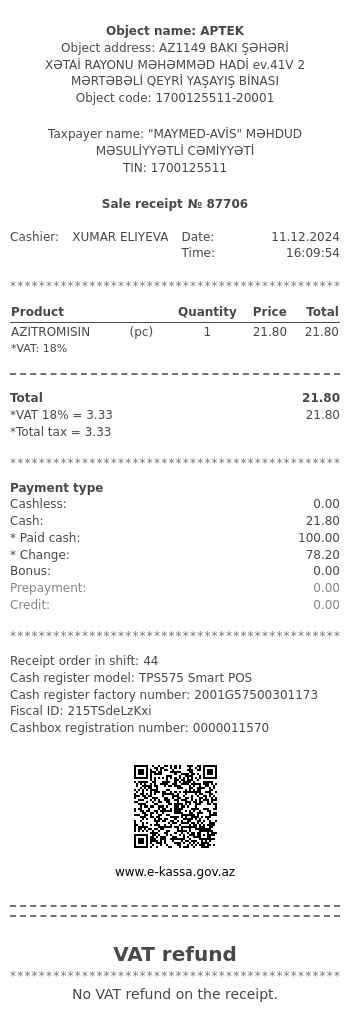 Object name: APTEK
Object address: AZ1149 BAKI ŞƏHƏRİ
XƏTAİ RAYONU MƏHƏMMƏD HADİ ev.41V 2
MƏRTƏBƏLİ QEYRİ YAŞAYIŞ BİNASI
Object code: 1700125511-20001
Taxpayer name: "MAYMED-AVİS" MƏHDUD
MƏSULİYYƏTLİ CƏMİYYƏTİ
TIN: 1700125511
Sale receipt № 87706
Cashier: XUMAR ELIYEVA Date: 11.12.2024
Time: 16:09:54
**********************************************
Product Quantity Price Total
AZITROMISIN (pc) 1 21.80 21.80
*VAT: 18%
Total 21.80
*VAT 18% = 3.33 21.80
*Total tax = 3.33
**********************************************
Payment type
Cashless: 0.00
Cash: 21.80
* Paid cash: 100.00
* Change: 78.20
Bonus: 0.00
Prepayment: 0.00
Credit: 0.00
**********************************************
Receipt order in shift: 44
Cash register model: TPS575 Smart POS
Cash register factory number: 2001G57500301173
Fiscal ID: 215TSdeLzKxi
Cashbox registration number: 0000011570
www.e-kassa.gov.az
VAT refund
**********************************************
No VAT refund on the receipt.